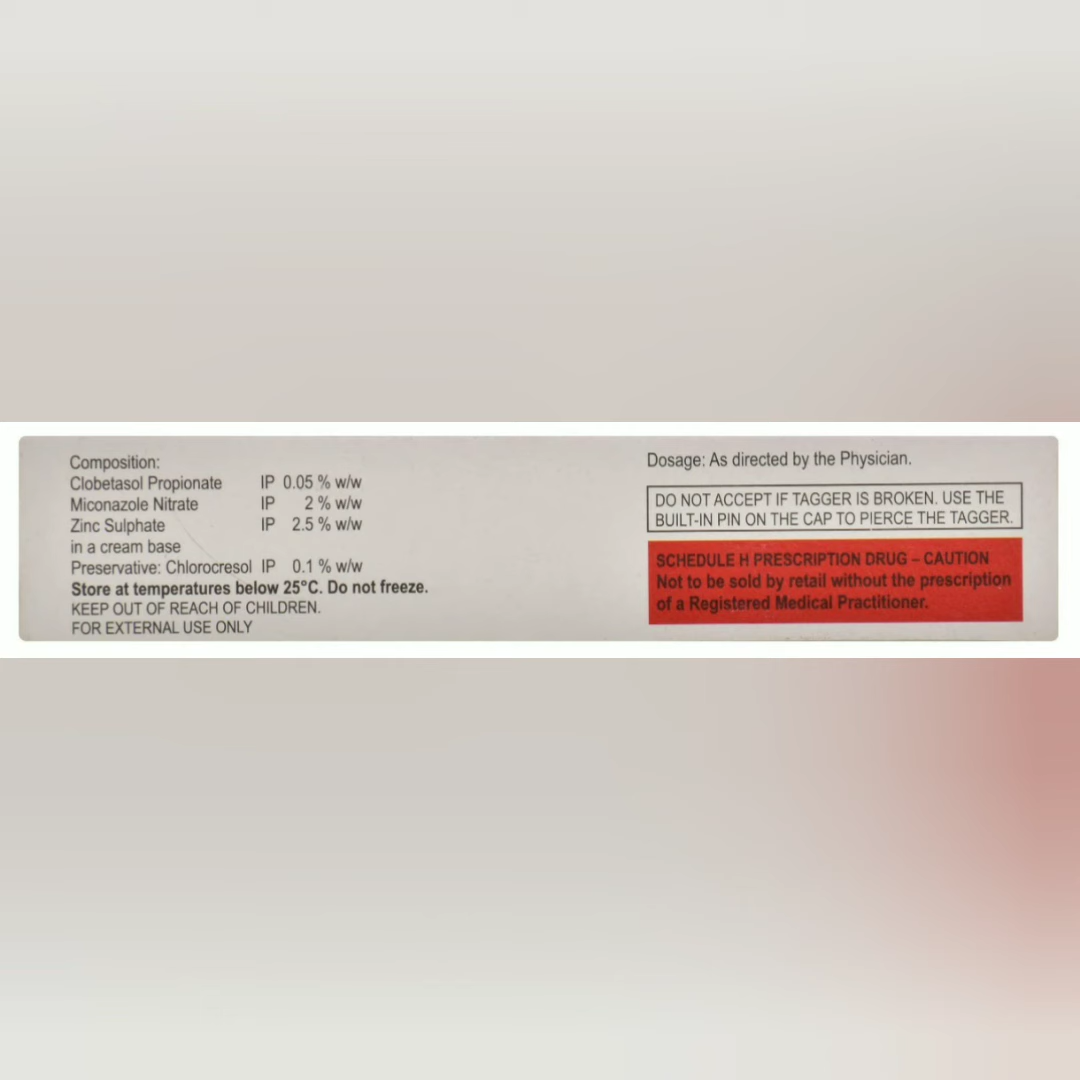 Composition:
Clobetasol Propionate IP 0.05 % w/w
Miconazole Nitrate IP 2 % w/w
Zinc Sulphate IP 2.5 % w/w
in a cream base
Preservative: Chlorocresol IP 0.1 % w/w
Store at temperatures below 25°C. Do not freeze.
KEEP OUT OF REACH OF CHILDREN.
FOR EXTERNAL USE ONLY
Dosage: As directed by the Physician.
DO NOT ACCEPT IF TAGGER IS BROKEN. USE THE
BUILT-IN PIN ON THE CAP TO PIERCE THE TAGGER.
SCHEDULE H PRESCRIPTION DRUG – CAUTION
Not to be sold by retail without the prescription
of a Registered Medical Practitioner.